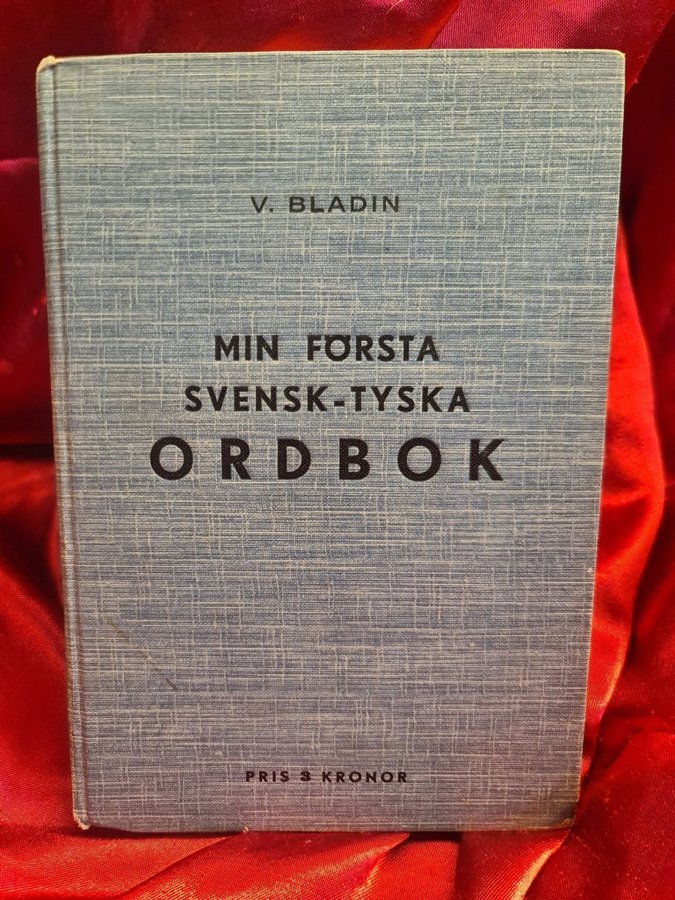 V. BLADIN
MIN FÖRSTA
SVENSK-TYSKA
ORDBOK
PRIS 3 KRONOR